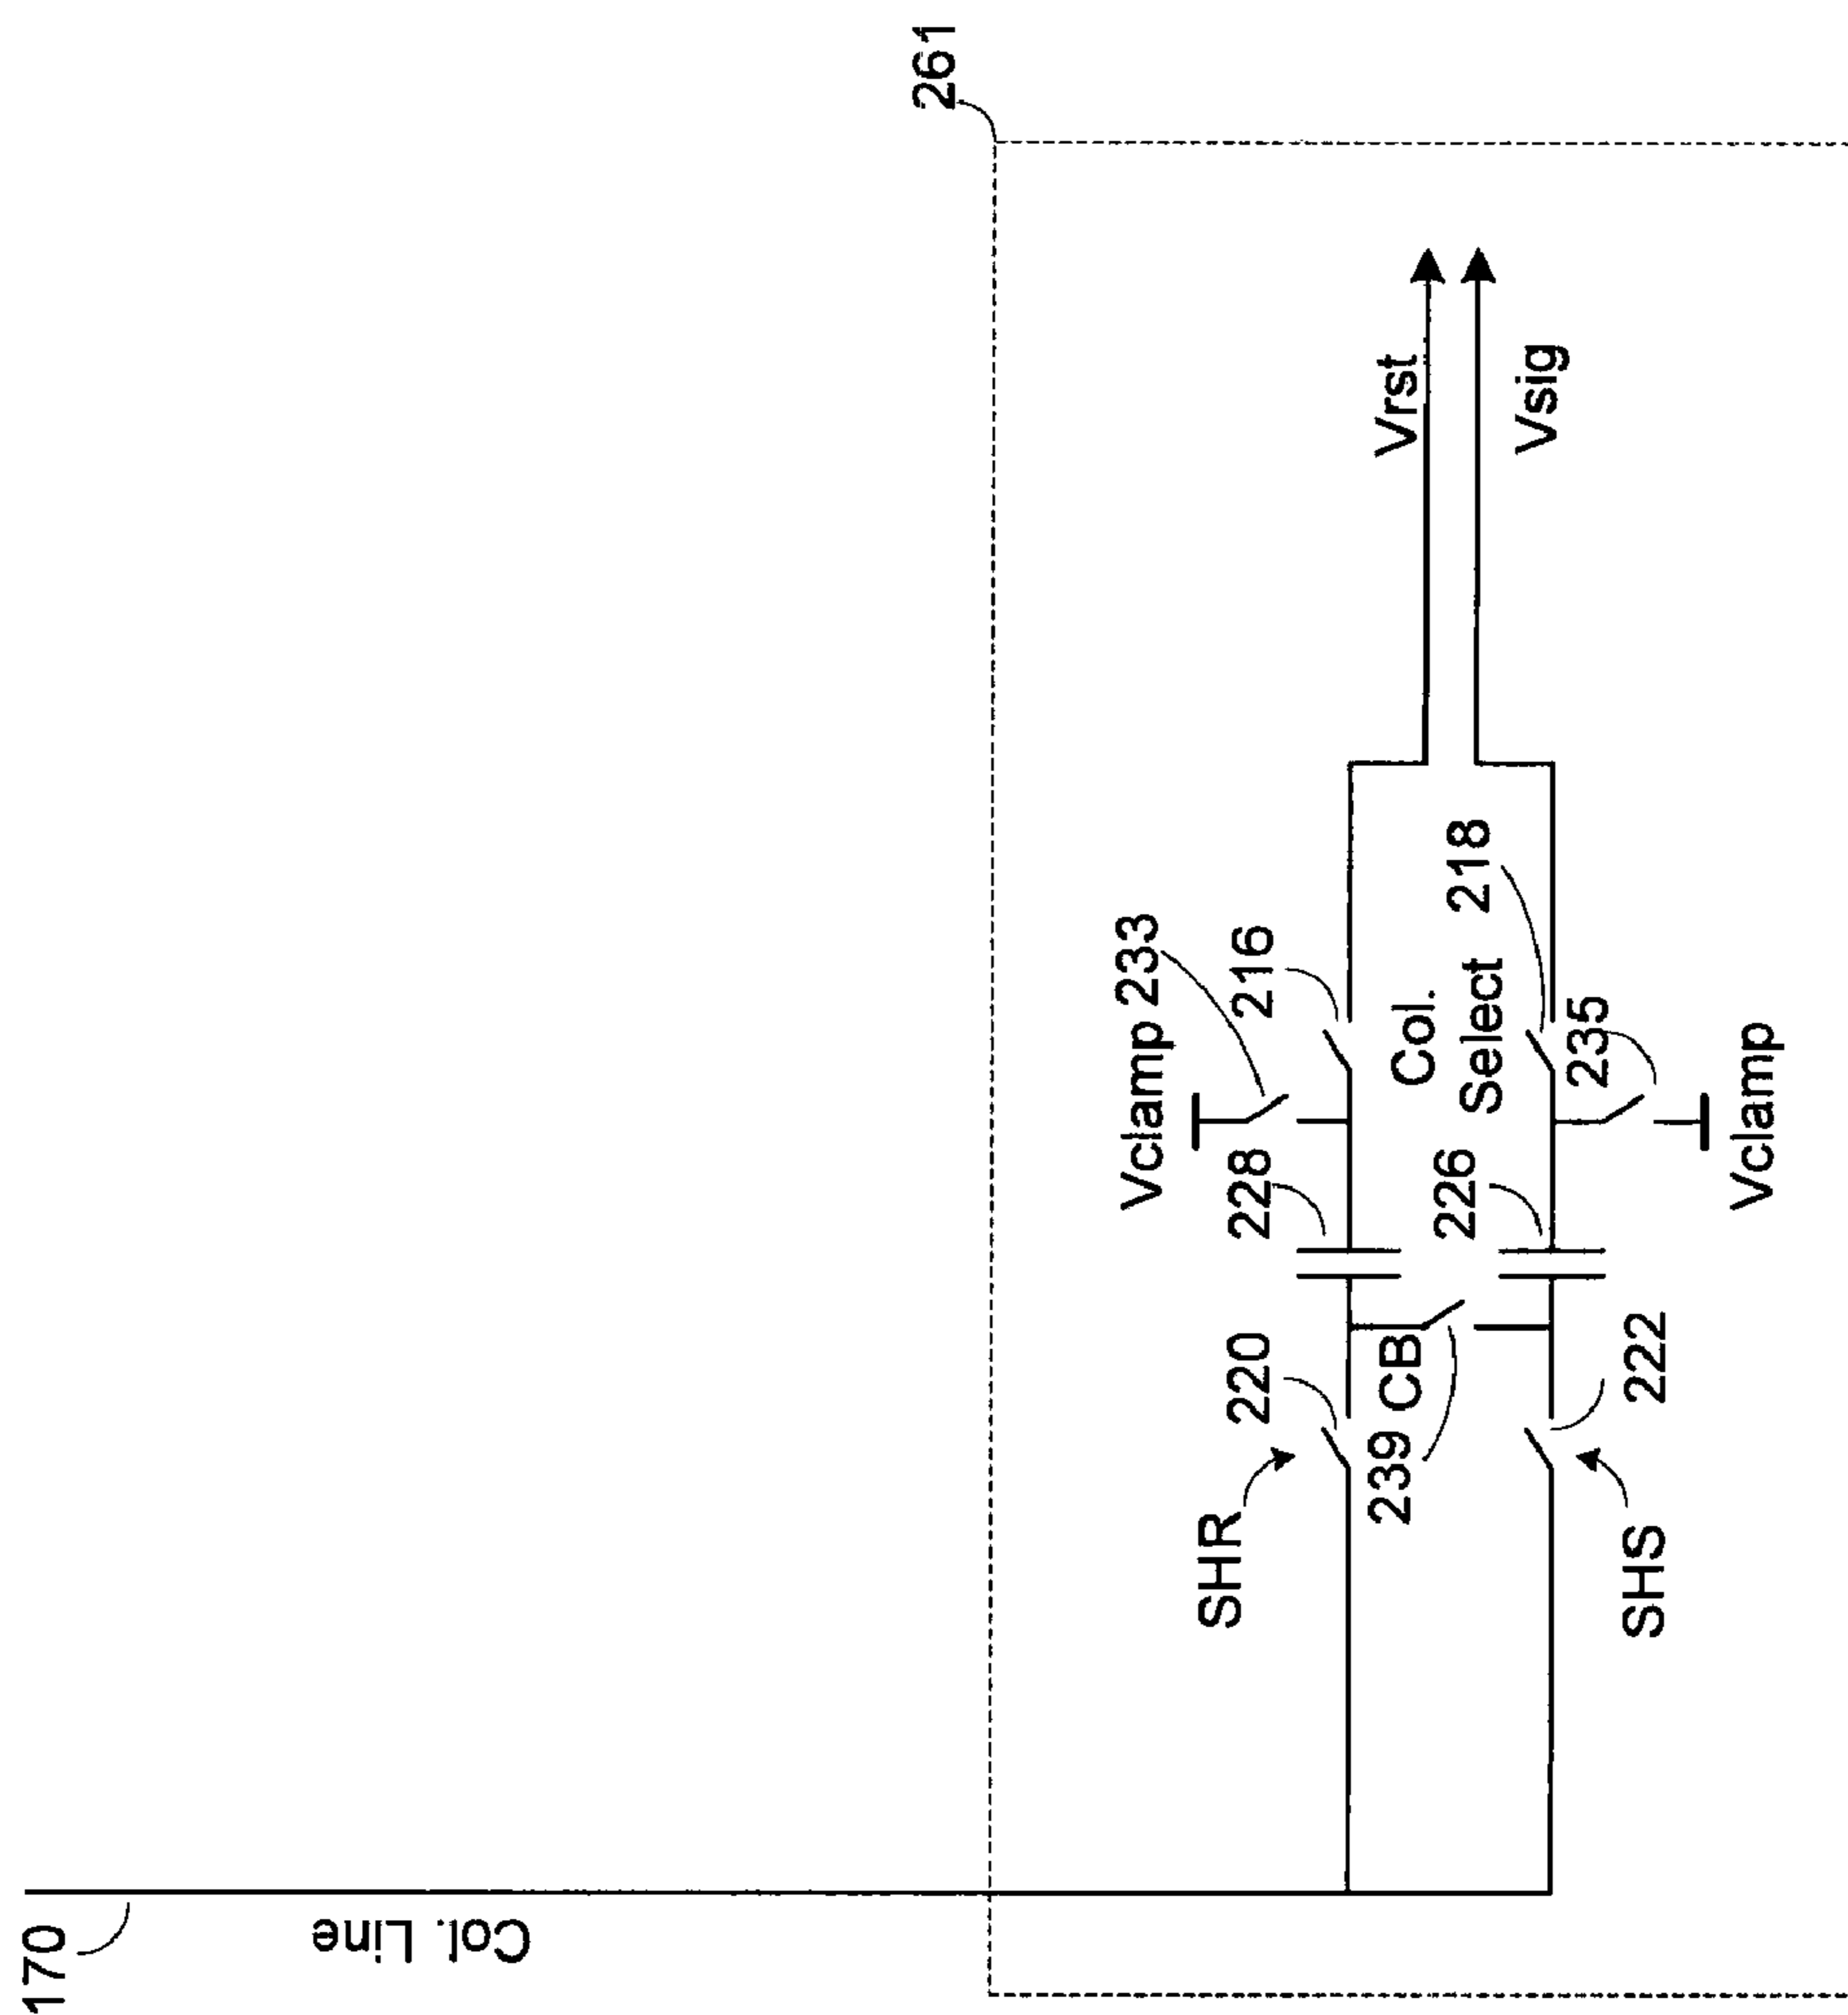 170
Col. Line
261
SHR
220
228
Vclamp 233
216
Vrst
239 CB
Col.
Select
218
226
Vsig
SHS
222
235
Vclamp